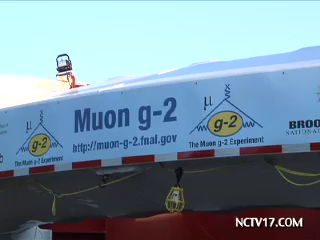 μ
g-2
The Muon g-2 Experiment
Muon g-2
http://muon-g-2.fnal.gov
μ
g-2
The Muon g-2 Experiment
BROO
NATIONAL
NCTV17.COM